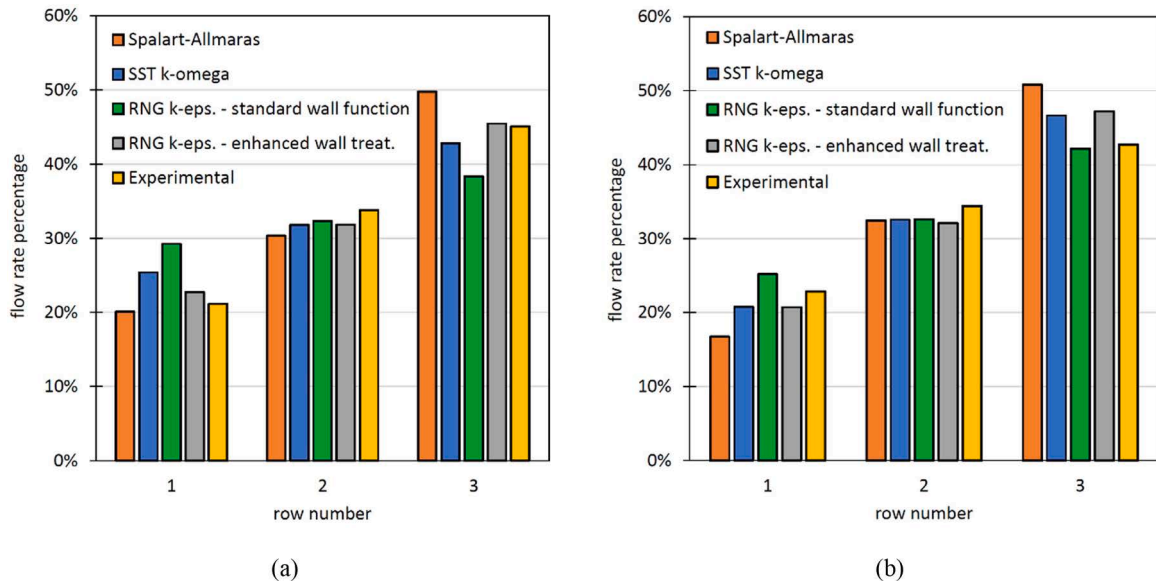 60%
50%
40%
30%
20%
10%
0%
flow rate percentage
Spalart-Allmaras
SST k-omega
RNG k-eps. - standard wall function
RNG k-eps. - enhanced wall treat.
Experimental
1 2 3
row number
(a)
60%
50%
40%
30%
20%
10%
0%
flow rate percentage
Spalart-Allmaras
SST k-omega
RNG k-eps. - standard wall function
RNG k-eps. - enhanced wall treat.
Experimental
1 2 3
row number
(b)